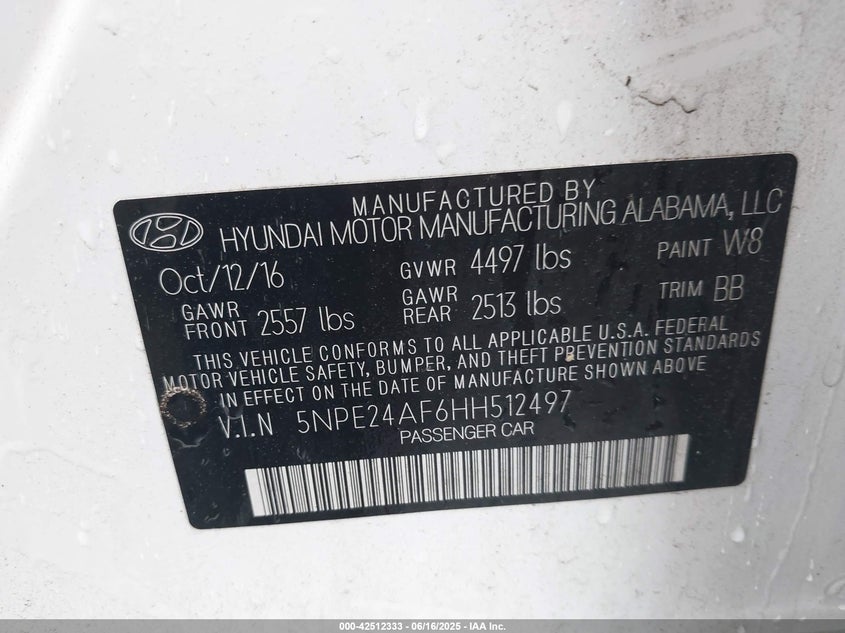 MANUFACTURED BY
HYUNDAI MOTOR MANUFACTURING ALABAMA, LLC
Oct/12/16 GVWR 4497 lbs PAINT W8
GAWR FRONT 2557 lbs GAWR REAR 2513 lbs TRIM BB
THIS VEHICLE CONFORMS TO ALL APPLICABLE U.S.A. FEDERAL
MOTOR VEHICLE SAFETY, BUMPER, AND THEFT PREVENTION STANDARDS
IN EFFECT ON THE DATE OF MANUFACTURE SHOWN ABOVE
V.I.N 5NPE24AF6HH512497
PASSENGER CAR
000-42512333 - 06/16/2025 - IAA Inc.